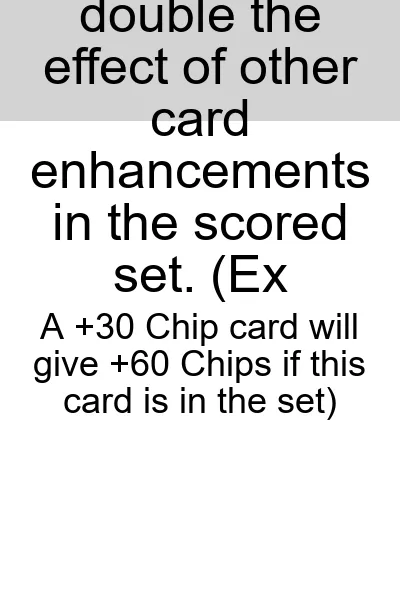 double the
effect of other
card
enhancements
in the scored
set. (Ex
A +30 Chip card will
give +60 Chips if this
card is in the set)